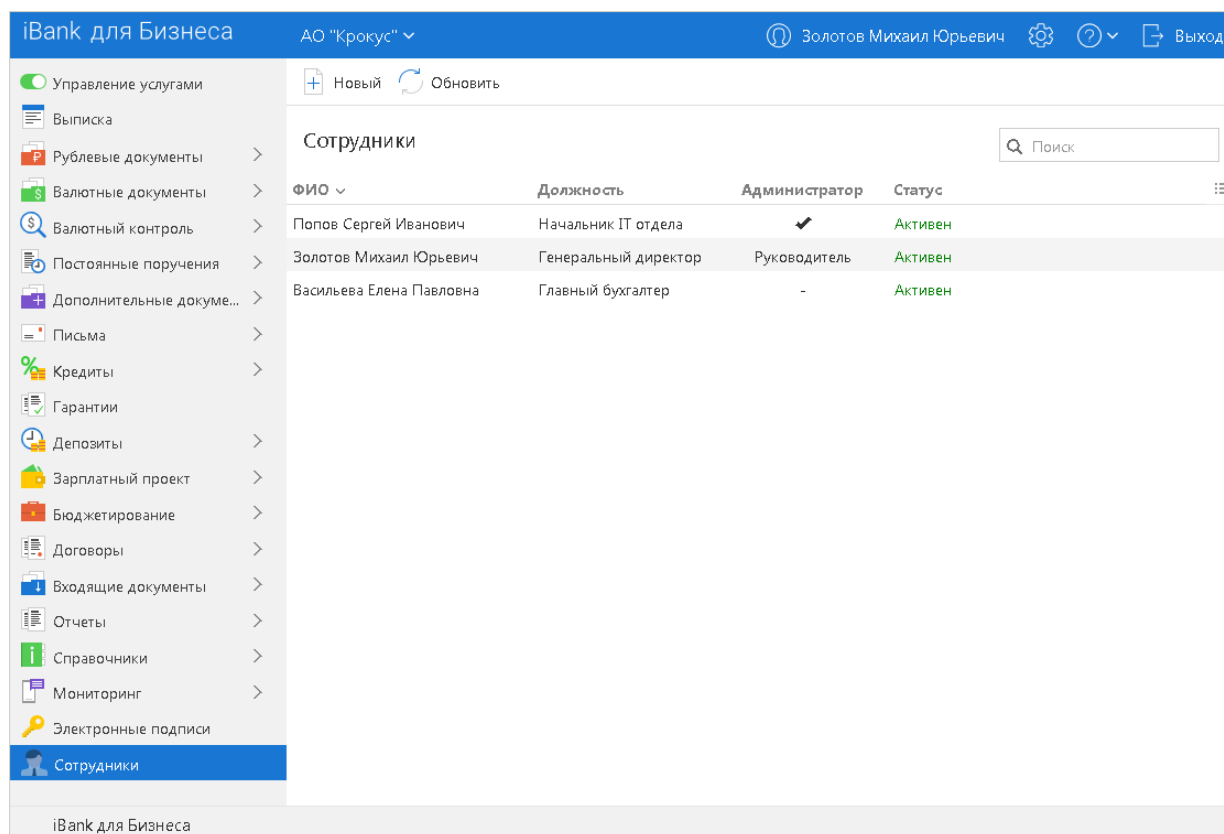 iBank для Бизнеса
АО "Крокус"
Золотов Михаил Юрьевич
Выход
Управление услугами
Выписка
Рублевые документы
Валютные документы
Валютный контроль
Постоянные поручения
Дополнительные докуме...
Письма
Кредиты
Гарантии
Депозиты
Зарплатный проект
Бюджетирование
Договоры
Входящие документы
Отчеты
Справочники
Мониторинг
Электронные подписи
Сотрудники
Новый
Обновить
Сотрудники
Поиск
ФИО Должность Администратор Статус
Попов Сергей Иванович Начальник IT отдела ✔ Активен
Золотов Михаил Юрьевич Генеральный директор Руководитель Активен
Васильева Елена Павловна Главный бухгалтер - Активен
iBank для Бизнеса